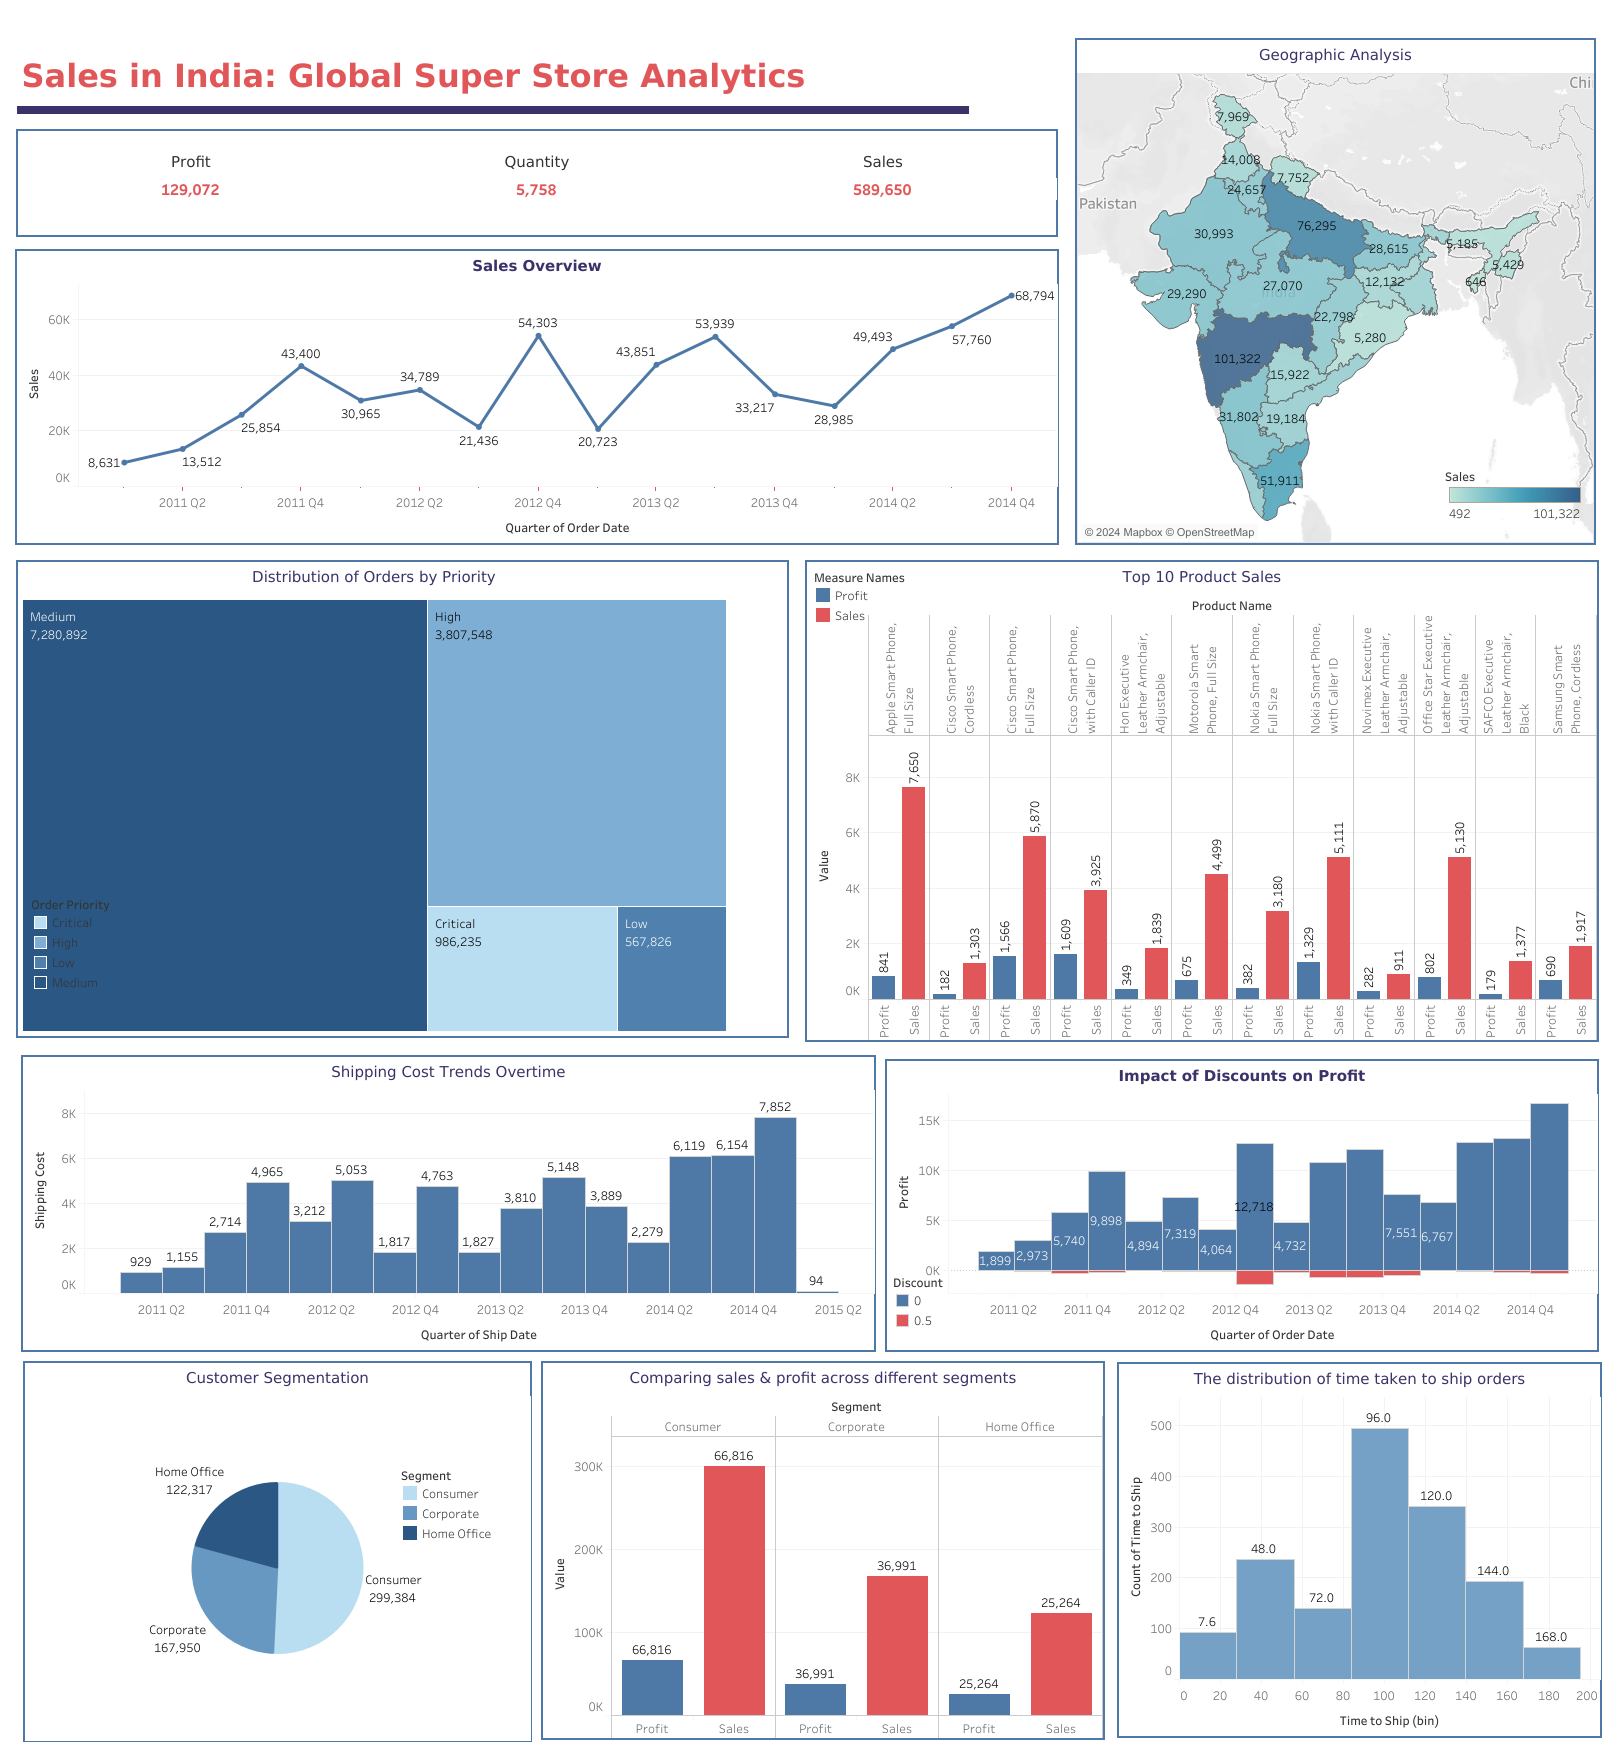 Sales in India: Global Super Store Analytics
Profit Quantity Sales
129,072 5,758 589,650
Geographic Analysis
Chi
Pakistan
India
7,969
14,008
7,752
24,657
30,993
76,295
28,615
5,185
5,429
646
12,132
29,290
27,070
22,798
5,280
101,322
15,922
31,802
19,184
51,911
Sales
492 101,322
© 2024 Mapbox © OpenStreetMap
Sales Overview
Sales
60K
40K
20K
0K
8,631
13,512
25,854
43,400
30,965
34,789
21,436
54,303
20,723
43,851
53,939
33,217
28,985
49,493
57,760
68,794
2011 Q2 2011 Q4 2012 Q2 2012 Q4 2013 Q2 2013 Q4 2014 Q2 2014 Q4
Quarter of Order Date
Distribution of Orders by Priority
Medium
7,280,892
High
3,807,548
Critical
986,235
Low
567,826
Order Priority
Critical
High
Low
Medium
Top 10 Product Sales
Measure Names
Profit
Sales
Product Name
Apple Smart Phone,
Full Size
Cisco Smart Phone,
Cordless
Cisco Smart Phone,
Full Size
Cisco Smart Phone,
with Caller ID
Hon Executive
Leather Armchair,
Adjustable
Motorola Smart
Phone, Full Size
Nokia Smart Phone,
Full Size
Nokia Smart Phone,
with Caller ID
Novimex Executive
Leather Armchair,
Adjustable
Office Star Executive
Leather Armchair,
Adjustable
SAFCO Executive
Leather Armchair,
Black
Samsung Smart
Phone, Cordless
Value
8K
6K
4K
2K
0K
841 7,650
182 1,303
1,566 5,870
1,609 3,925
349 1,839
675 4,499
382 3,180
1,329 5,111
282 911
802 5,130
179 1,377
690 1,917
Profit Sales Profit Sales Profit Sales Profit Sales Profit Sales Profit Sales Profit Sales Profit Sales Profit Sales Profit Sales Profit Sales Profit Sales
Shipping Cost Trends Overtime
Shipping Cost
8K
6K
4K
2K
0K
929
1,155
2,714
4,965
3,212
5,053
1,817
4,763
1,827
3,810
5,148
3,889
2,279
6,119
6,154
7,852
94
2011 Q2 2011 Q4 2012 Q2 2012 Q4 2013 Q2 2013 Q4 2014 Q2 2014 Q4 2015 Q2
Quarter of Ship Date
Impact of Discounts on Profit
Profit
15K
10K
5K
0K
1,899
2,973
5,740
9,898
4,894
7,319
4,064
12,718
4,732
7,551
6,767
Discount
0
0.5
2011 Q2 2011 Q4 2012 Q2 2012 Q4 2013 Q2 2013 Q4 2014 Q2 2014 Q4
Quarter of Order Date
Customer Segmentation
Home Office
122,317
Consumer
299,384
Corporate
167,950
Segment
Consumer
Corporate
Home Office
Comparing sales & profit across different segments
Segment
Consumer Corporate Home Office
Value
300K
200K
100K
0K
66,816 66,816
36,991 36,991
25,264 25,264
Profit Sales Profit Sales Profit Sales
The distribution of time taken to ship orders
Count of Time to Ship
500
400
300
200
100
0
7.6
48.0
72.0
96.0
120.0
144.0
168.0
0 20 40 60 80 100 120 140 160 180 200
Time to Ship (bin)